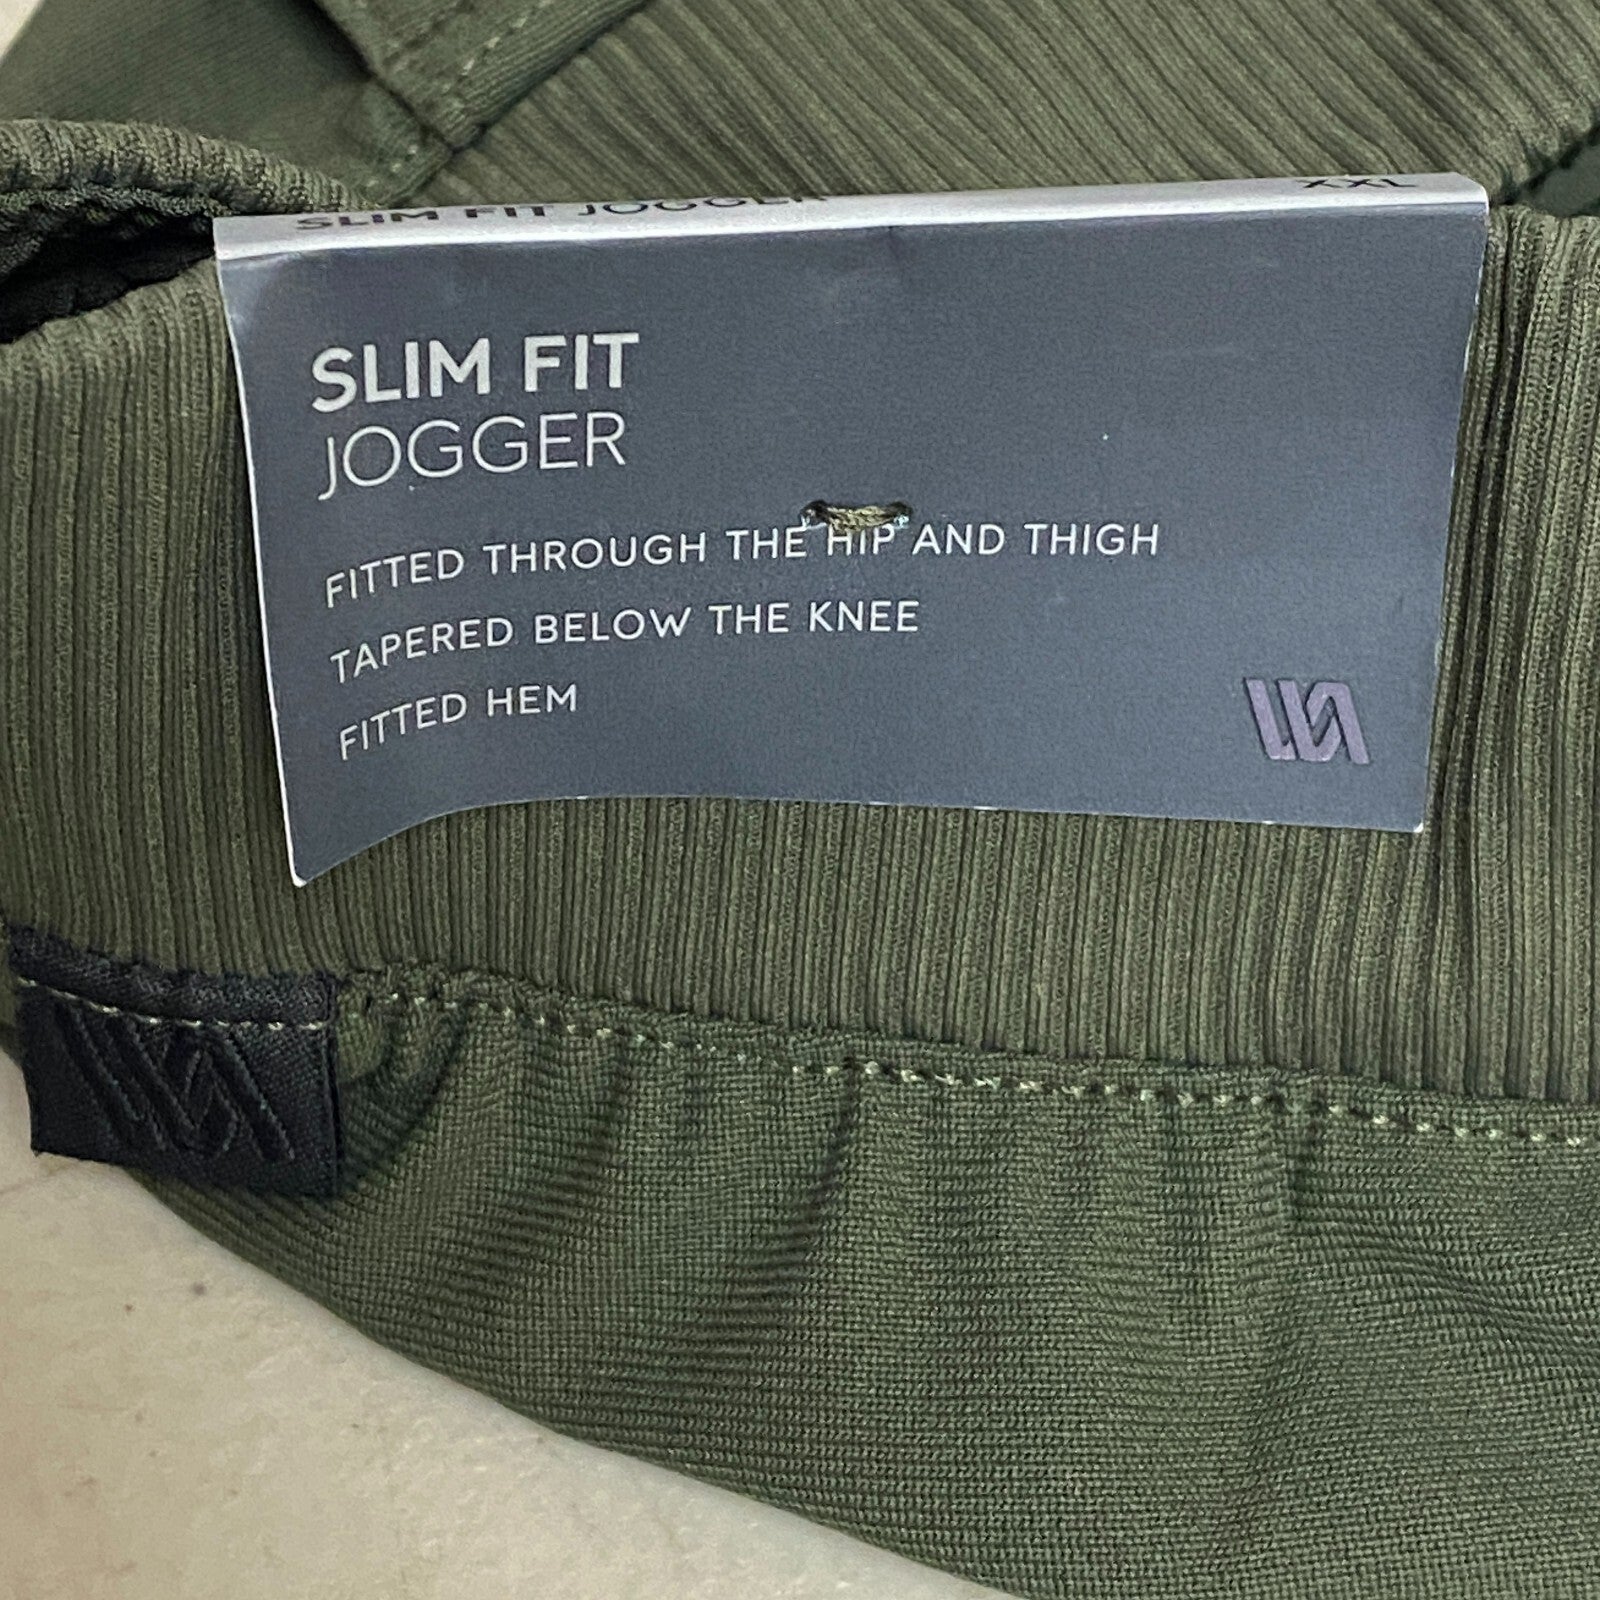 SLIM FIT JOGGER XXL
SLIM FIT
JOGGER
FITTED THROUGH THE HIP AND THIGH
TAPERED BELOW THE KNEE
FITTED HEM